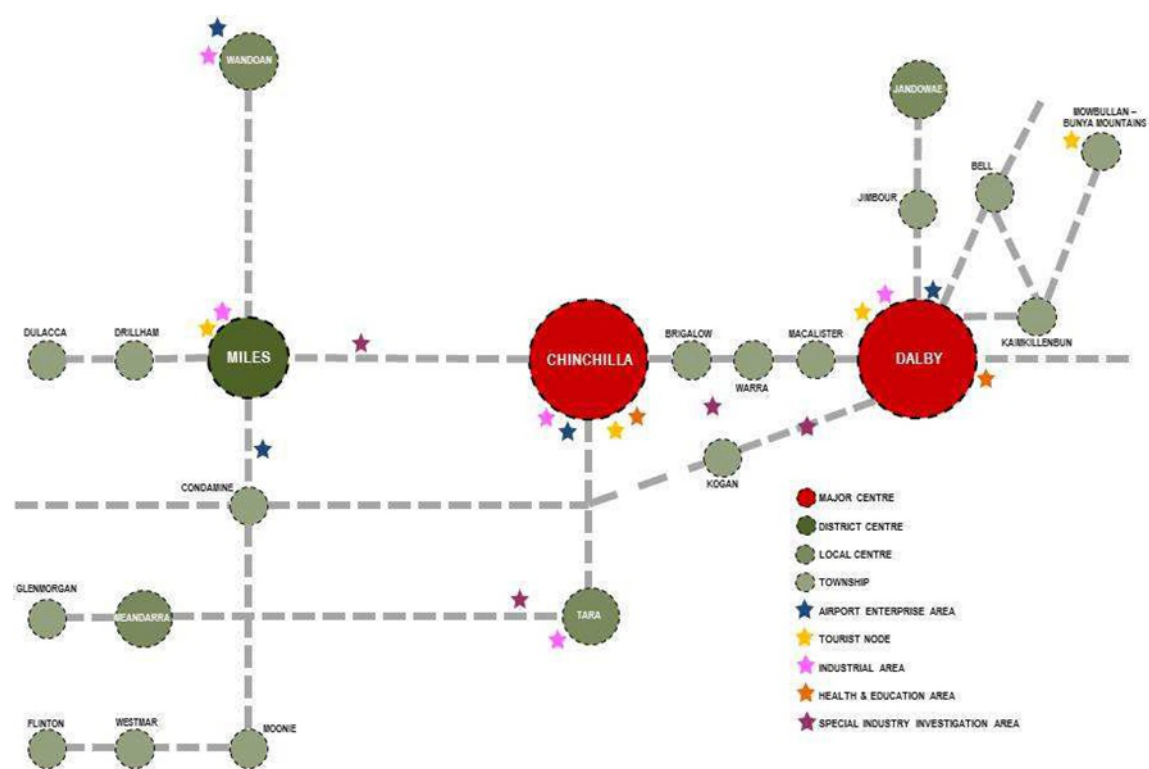 WANDOAN
JANDOWAE
MOWBULLAN –
BUNYA MOUNTAINS
BELL
JIMBOUR
DULACCA
DRILLHAM
MILES
CHINCHILLA
BRIGALOW
WARRA
MACALISTER
DALBY
KAIMKILLENBUN
CONDAMINE
KOGAN
GLENMORGAN
MEANDARRA
TARA
FLINTON
WESTMAR
MOONIE
MAJOR CENTRE
DISTRICT CENTRE
LOCAL CENTRE
TOWNSHIP
AIRPORT ENTERPRISE AREA
TOURIST NODE
INDUSTRIAL AREA
HEALTH & EDUCATION AREA
SPECIAL INDUSTRY INVESTIGATION AREA